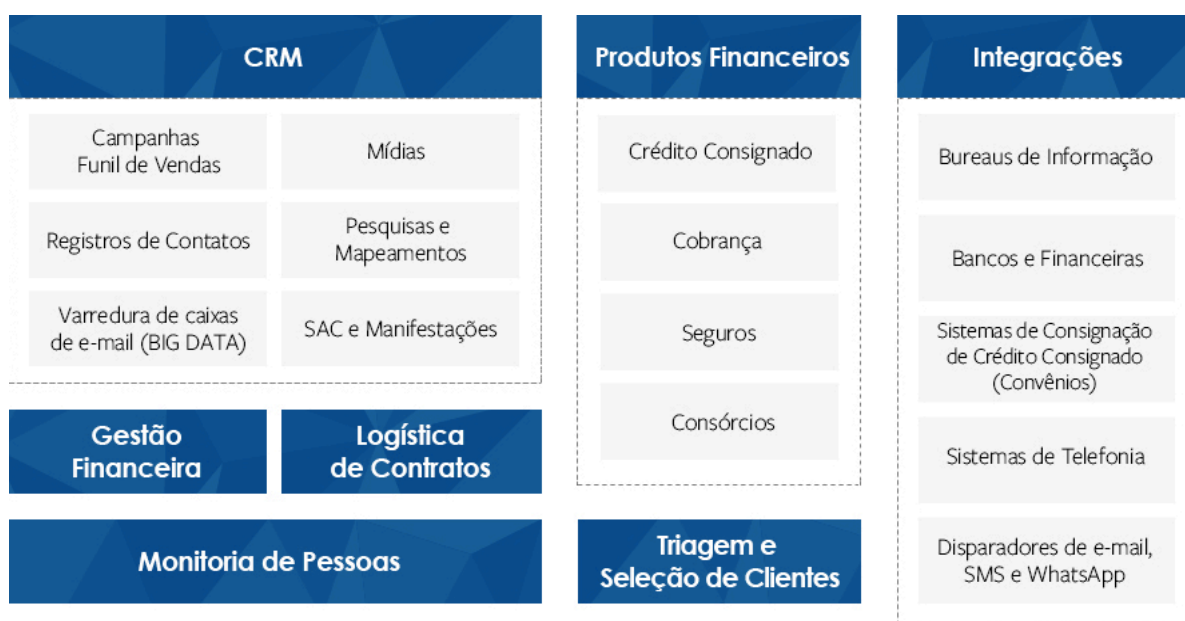 CRM
Campanhas
Funil de Vendas
Mídias
Registros de Contatos
Pesquisas e
Mapeamentos
Varredura de caixas
de e-mail (BIG DATA)
SAC e Manifestações
Gestão
Financeira
Logística
de Contratos
Monitoria de Pessoas
Produtos Financeiros
Crédito Consignado
Cobrança
Seguros
Consórcios
Triagem e
Seleção de Clientes
Integrações
Bureaus de Informação
Bancos e Financeiras
Sistemas de Consignação
de Crédito Consignado
(Convênios)
Sistemas de Telefonia
Disparadores de e-mail,
SMS e WhatsApp